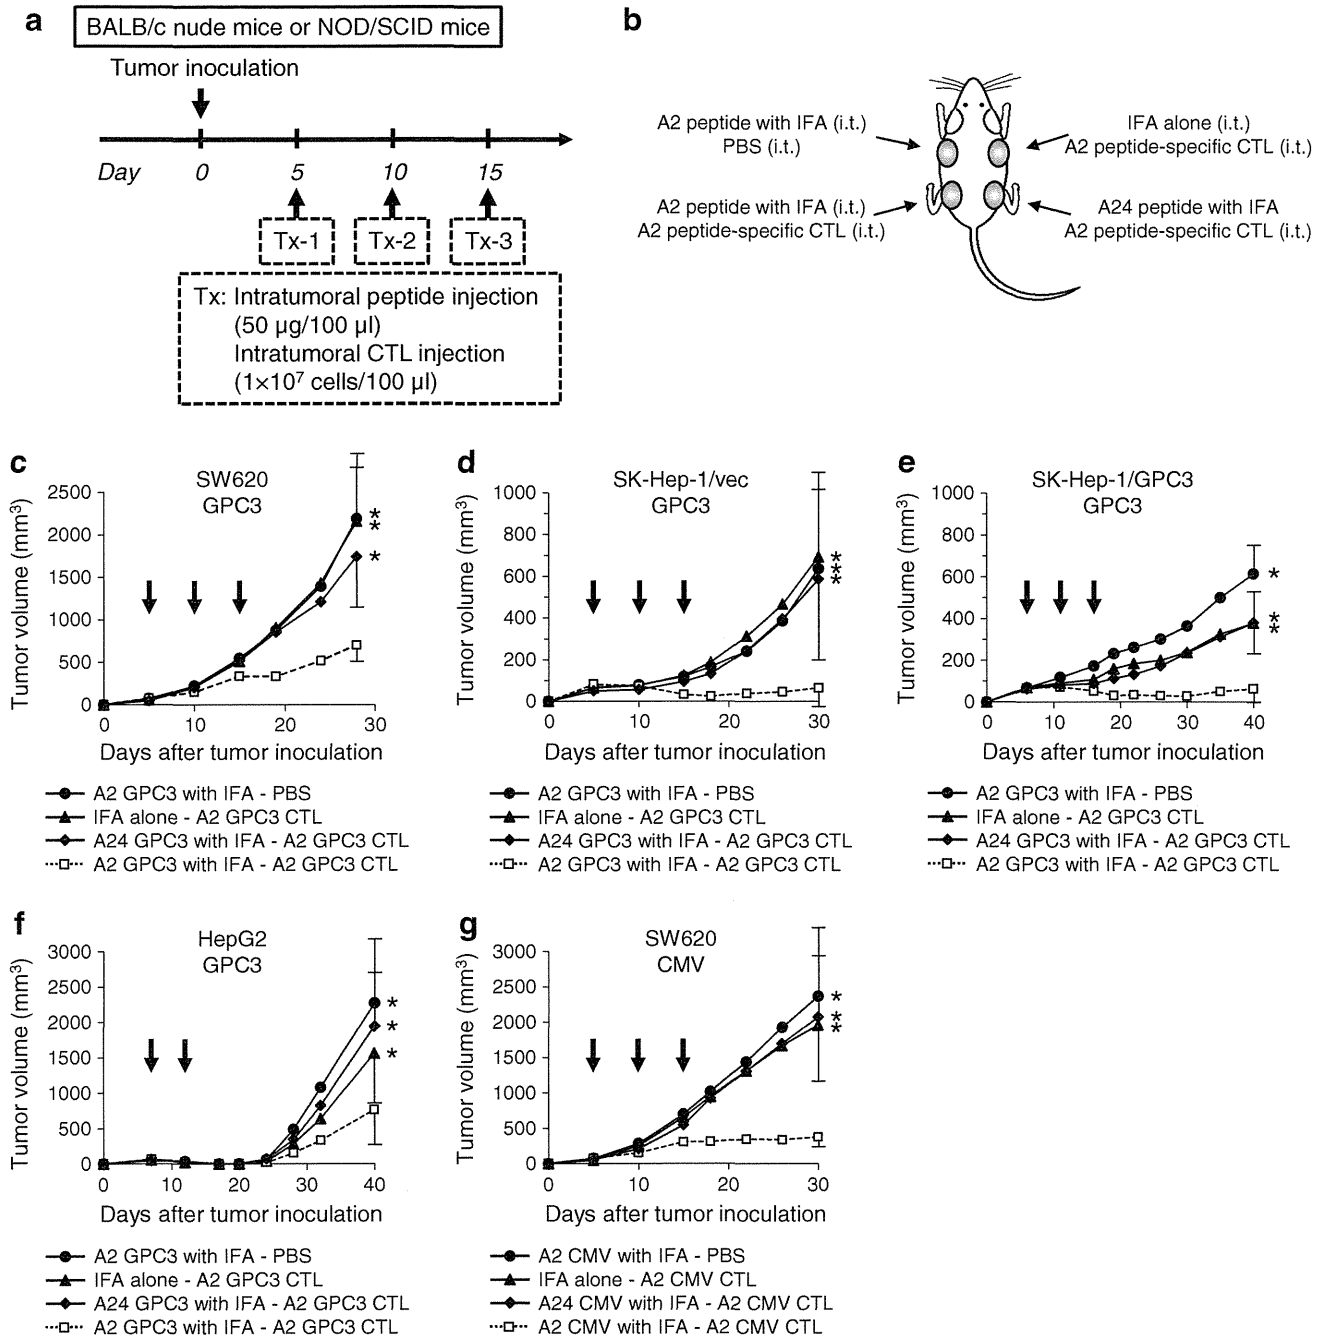 a
BALB/c nude mice or NOD/SCID mice
Tumor inoculation
Day 0 5 10 15
Tx-1 Tx-2 Tx-3
Tx: Intratumoral peptide injection
(50 µg/100 µl)
Intratumoral CTL injection
(1×10⁷ cells/100 µl)
b
A2 peptide with IFA (i.t.)
PBS (i.t.)
IFA alone (i.t.)
A2 peptide-specific CTL (i.t.)
A2 peptide with IFA (i.t.)
A2 peptide-specific CTL (i.t.)
A24 peptide with IFA
A2 peptide-specific CTL (i.t.)
c
SW620
GPC3
Tumor volume (mm³)
2500
2000
1500
1000
500
0
*
*
*
0 10 20 30
Days after tumor inoculation
A2 GPC3 with IFA - PBS
IFA alone - A2 GPC3 CTL
A24 GPC3 with IFA - A2 GPC3 CTL
A2 GPC3 with IFA - A2 GPC3 CTL
d
SK-Hep-1/vec
GPC3
Tumor volume (mm³)
1000
800
600
400
200
0
*
*
*
0 10 20 30
Days after tumor inoculation
A2 GPC3 with IFA - PBS
IFA alone - A2 GPC3 CTL
A24 GPC3 with IFA - A2 GPC3 CTL
A2 GPC3 with IFA - A2 GPC3 CTL
e
SK-Hep-1/GPC3
GPC3
Tumor volume (mm³)
1000
800
600
400
200
0
*
*
*
0 10 20 30 40
Days after tumor inoculation
A2 GPC3 with IFA - PBS
IFA alone - A2 GPC3 CTL
A24 GPC3 with IFA - A2 GPC3 CTL
A2 GPC3 with IFA - A2 GPC3 CTL
f
HepG2
GPC3
Tumor volume (mm³)
3000
2500
2000
1500
1000
500
0
*
*
*
0 10 20 30 40
Days after tumor inoculation
A2 GPC3 with IFA - PBS
IFA alone - A2 GPC3 CTL
A24 GPC3 with IFA - A2 GPC3 CTL
A2 GPC3 with IFA - A2 GPC3 CTL
g
SW620
CMV
Tumor volume (mm³)
3000
2500
2000
1500
1000
500
0
*
*
*
0 10 20 30
Days after tumor inoculation
A2 CMV with IFA - PBS
IFA alone - A2 CMV CTL
A24 CMV with IFA - A2 CMV CTL
A2 CMV with IFA - A2 CMV CTL